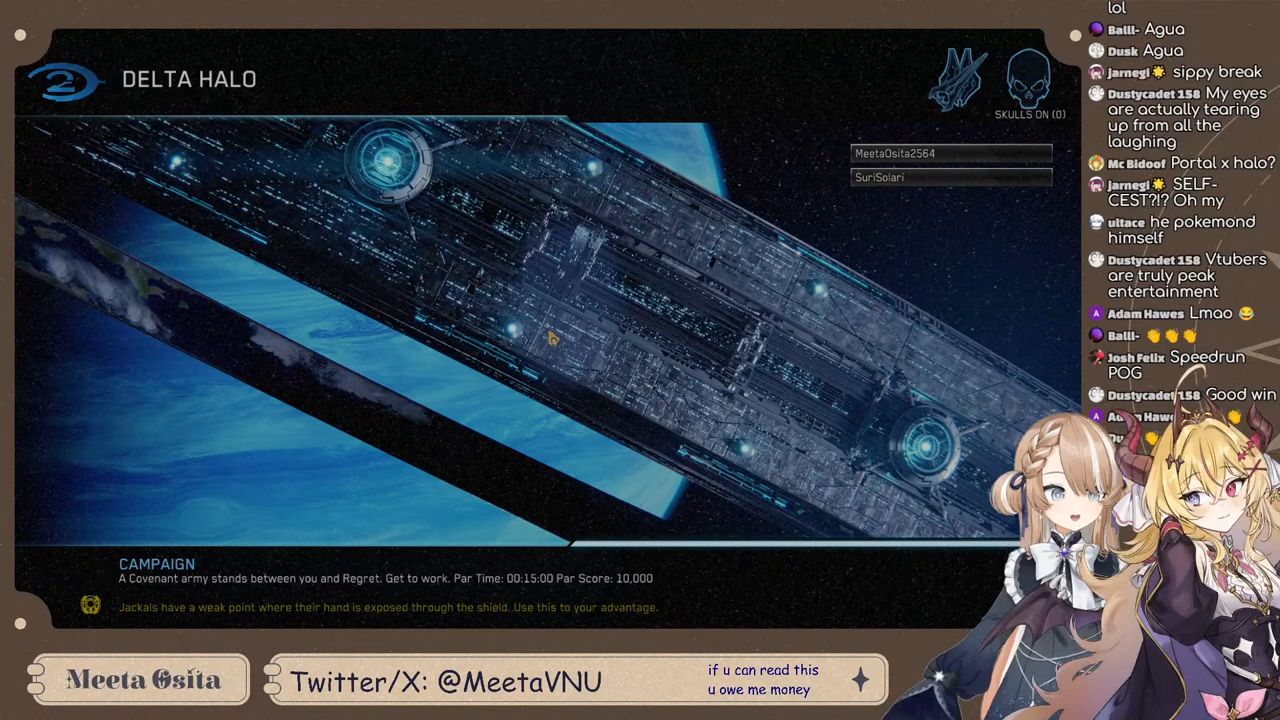 2
DELTA HALO
SKULLS ON (0)
MeetaOsita2564
SuriSolari
CAMPAIGN
A Covenant army stands between you and Regret. Get to work. Par Time: 00:15:00 Par Score: 10,000
Jackals have a weak point where their hand is exposed through the shield. Use this to your advantage.
Meeta Osita
Twitter/X: @MeetaVNU
if u can read this
u owe me money
lol
Balll- Agua
Dusk Agua
jarnegi sippy break
Dustycadet 158 My eyes
are actually tearing
up from all the
laughing
Mc Bidoof Portal x halo?
jarnegi SELF-
CEST?!? Oh my
ultace he pokemond
himself
Dustycadet 158 Vtubers
are truly peak
entertainment
A Adam Hawes Lmao 😂
Balll- 👏 👏 👏
Josh Felix Speedrun
POG
Dustycadet 158 Good win
A Adam Hawe 👏